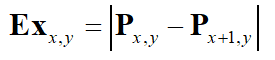 Ex_{x,y} = |P_{x,y} − P_{x+1,y}|